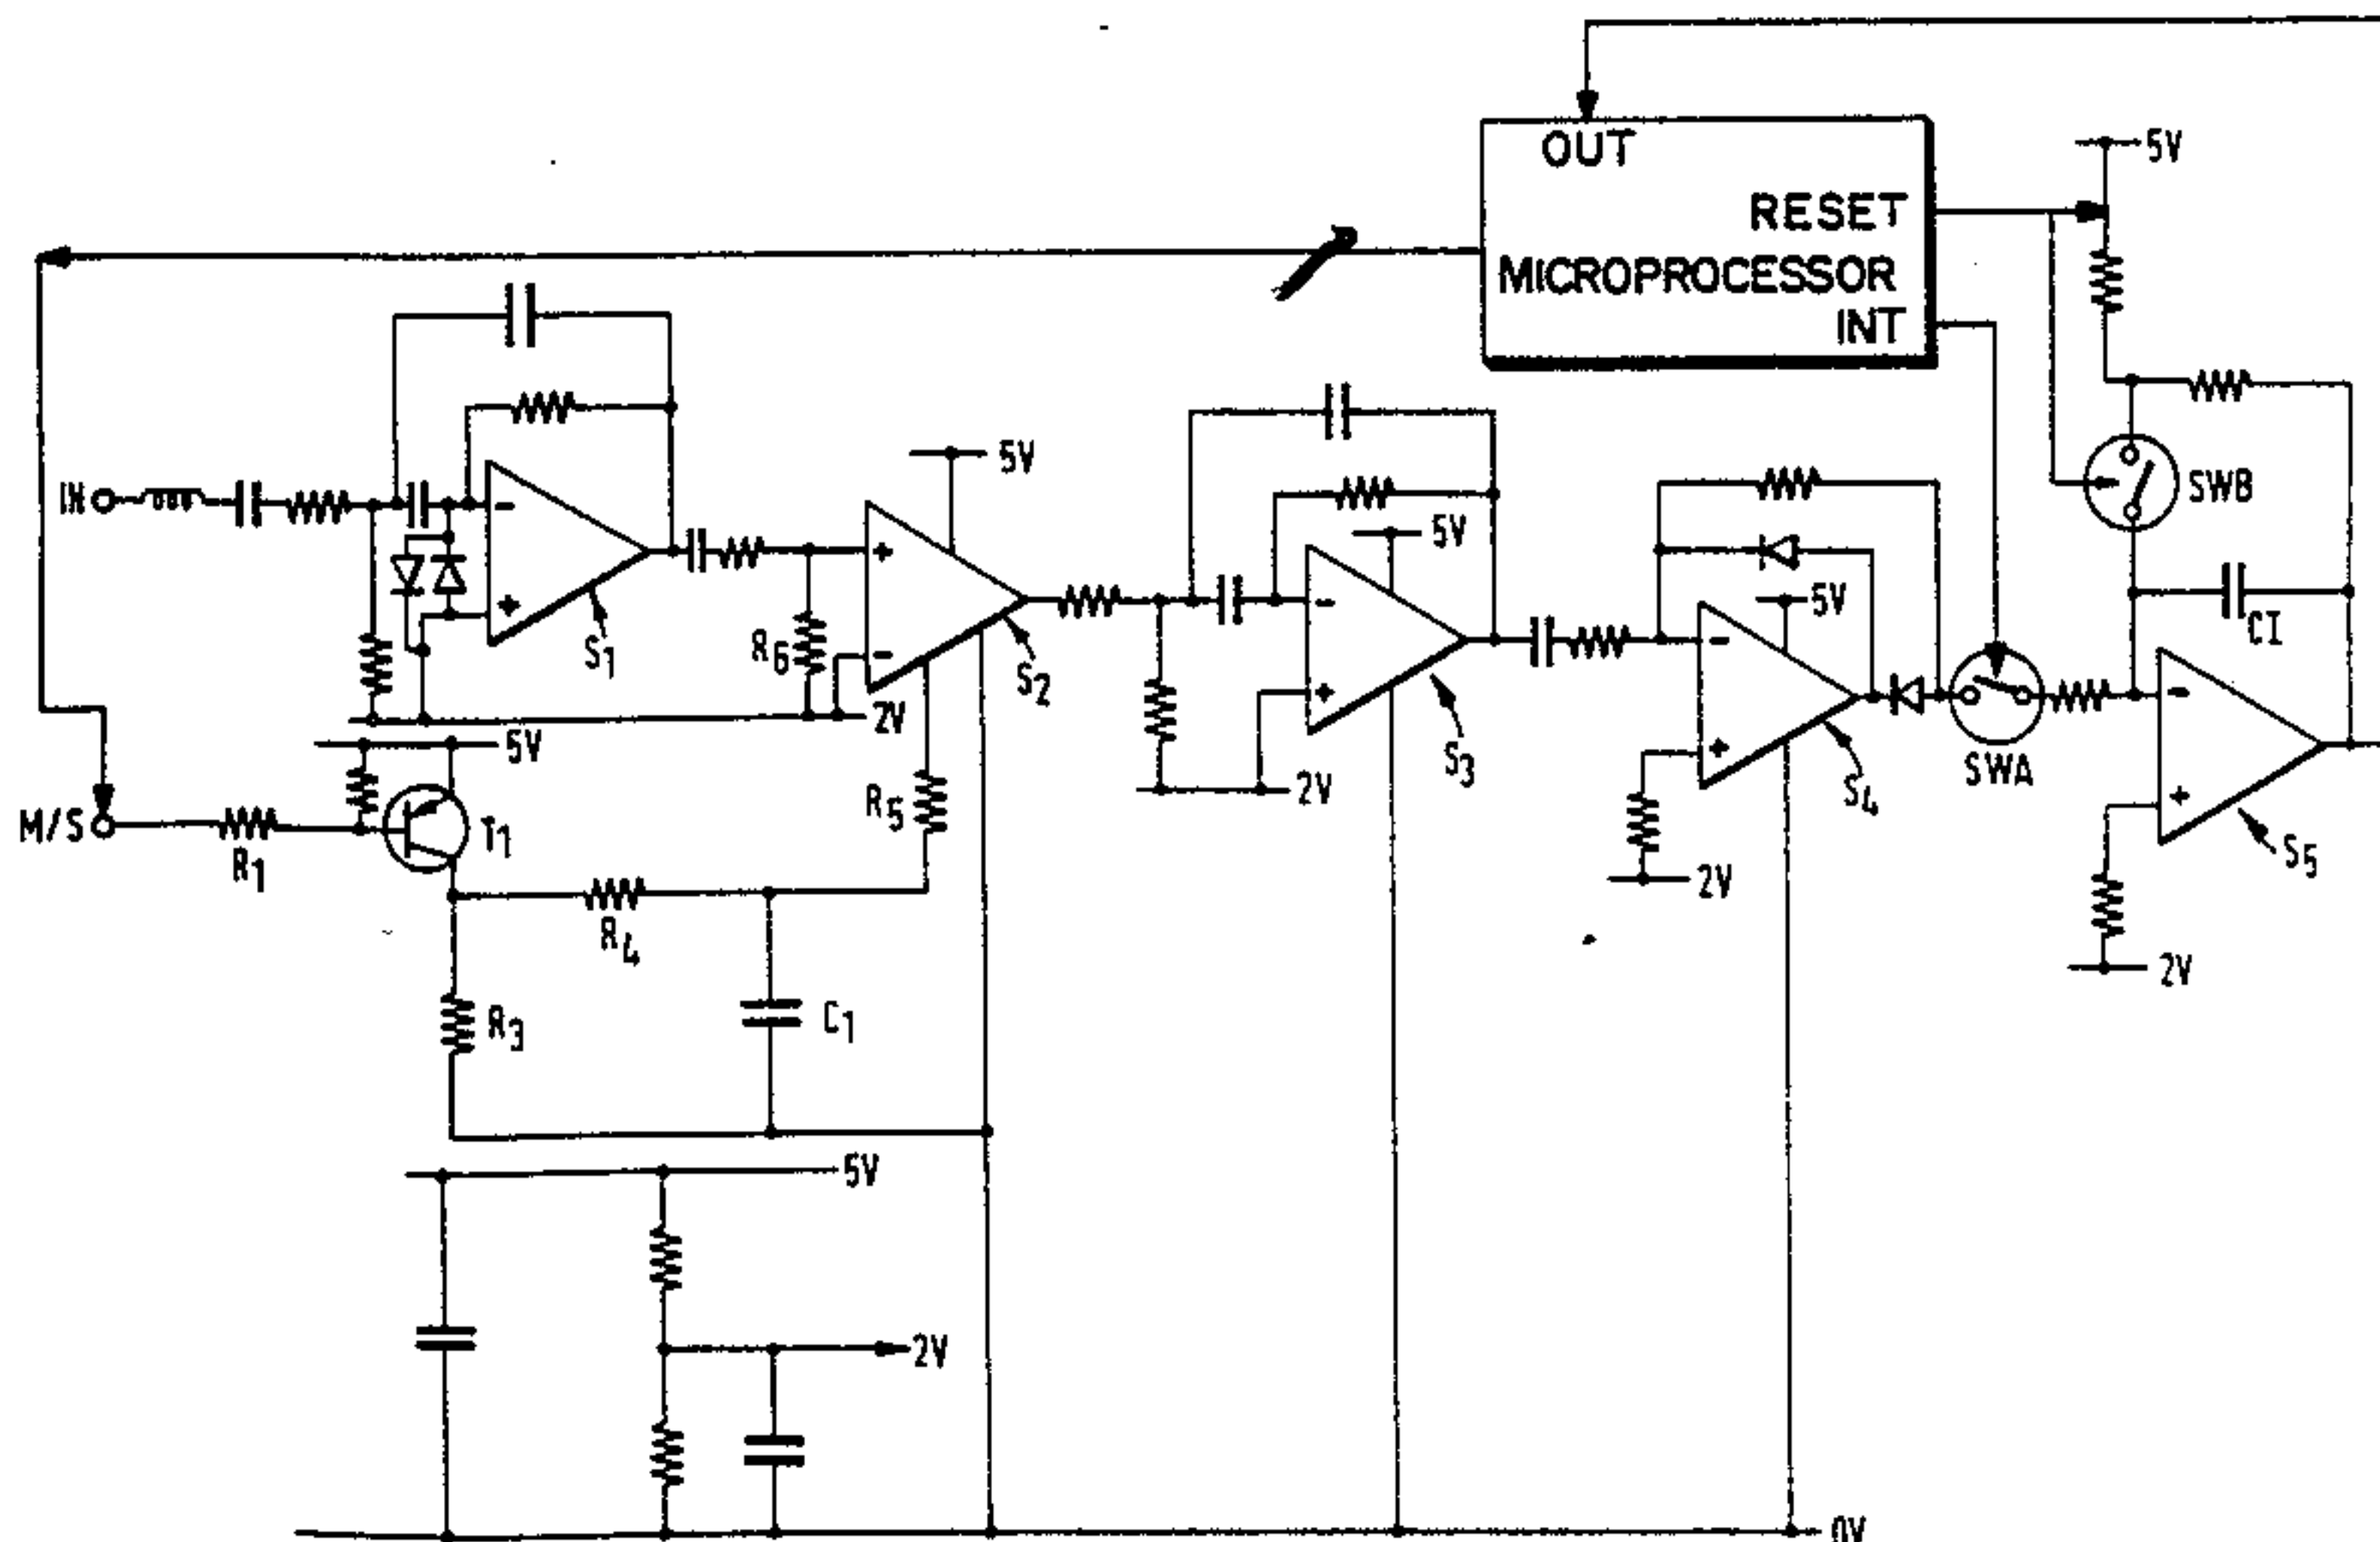 OUT
5V
RESET
MICROPROCESSOR
INT
5V
IN
SWB
5V
5V
CI
S1
R6
S2
2V
5V
S3
SWA
S4
2V
R5
M/S
R1
T1
2V
S5
R4
2V
R3
C1
5V
2V
0V